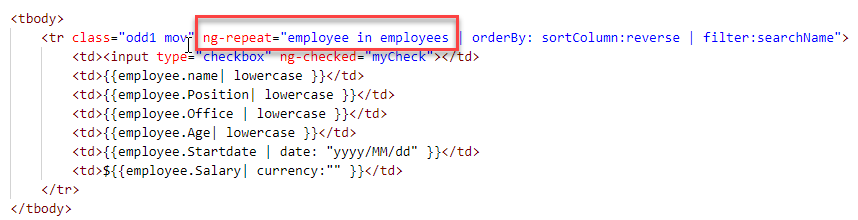 <tbody>
<tr class="odd1 mov" ng-repeat="employee in employees | orderBy: sortColumn:reverse | filter:searchName">
<td><input type="checkbox" ng-checked="myCheck"></td>
<td>{{employee.name| lowercase }}</td>
<td>{{employee.Position| lowercase }}</td>
<td>{{employee.Office | lowercase }}</td>
<td>{{employee.Age| lowercase }}</td>
<td>{{employee.Startdate | date: "yyyy/MM/dd" }}</td>
<td>${{employee.Salary| currency:"" }}</td>
</tr>
</tbody>